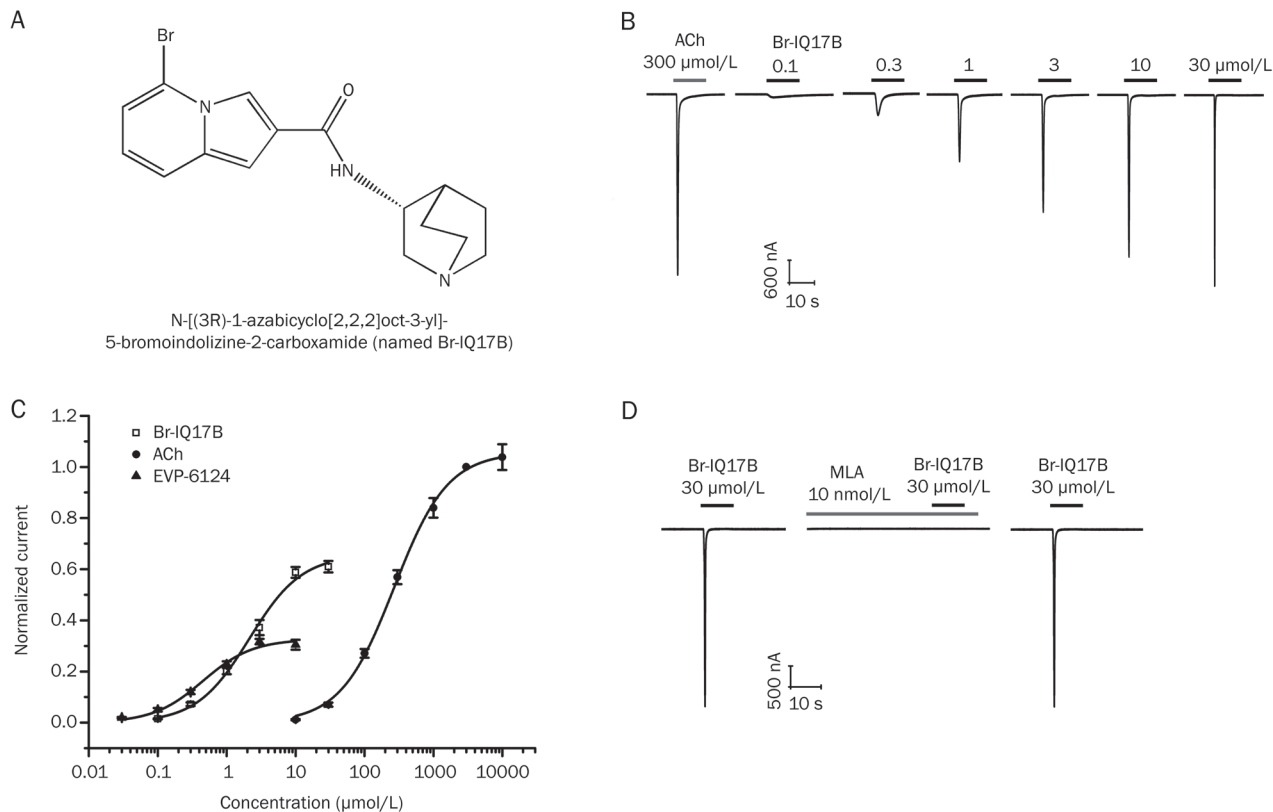 A
Br
N
O
HN
N
N-[(3R)-1-azabicyclo[2,2,2]oct-3-yl]-
5-bromoindolizine-2-carboxamide (named Br-IQ17B)
B
ACh
300 µmol/L
Br-IQ17B
0.1
0.3
1
3
10
30 µmol/L
600 nA
10 s
C
1.2
1.0
0.8
0.6
0.4
0.2
0.0
Normalized current
Br-IQ17B
ACh
EVP-6124
0.01
0.1
1
10
100
1000
10000
Concentration (µmol/L)
D
Br-IQ17B
30 µmol/L
MLA
10 nmol/L
Br-IQ17B
30 µmol/L
Br-IQ17B
30 µmol/L
500 nA
10 s